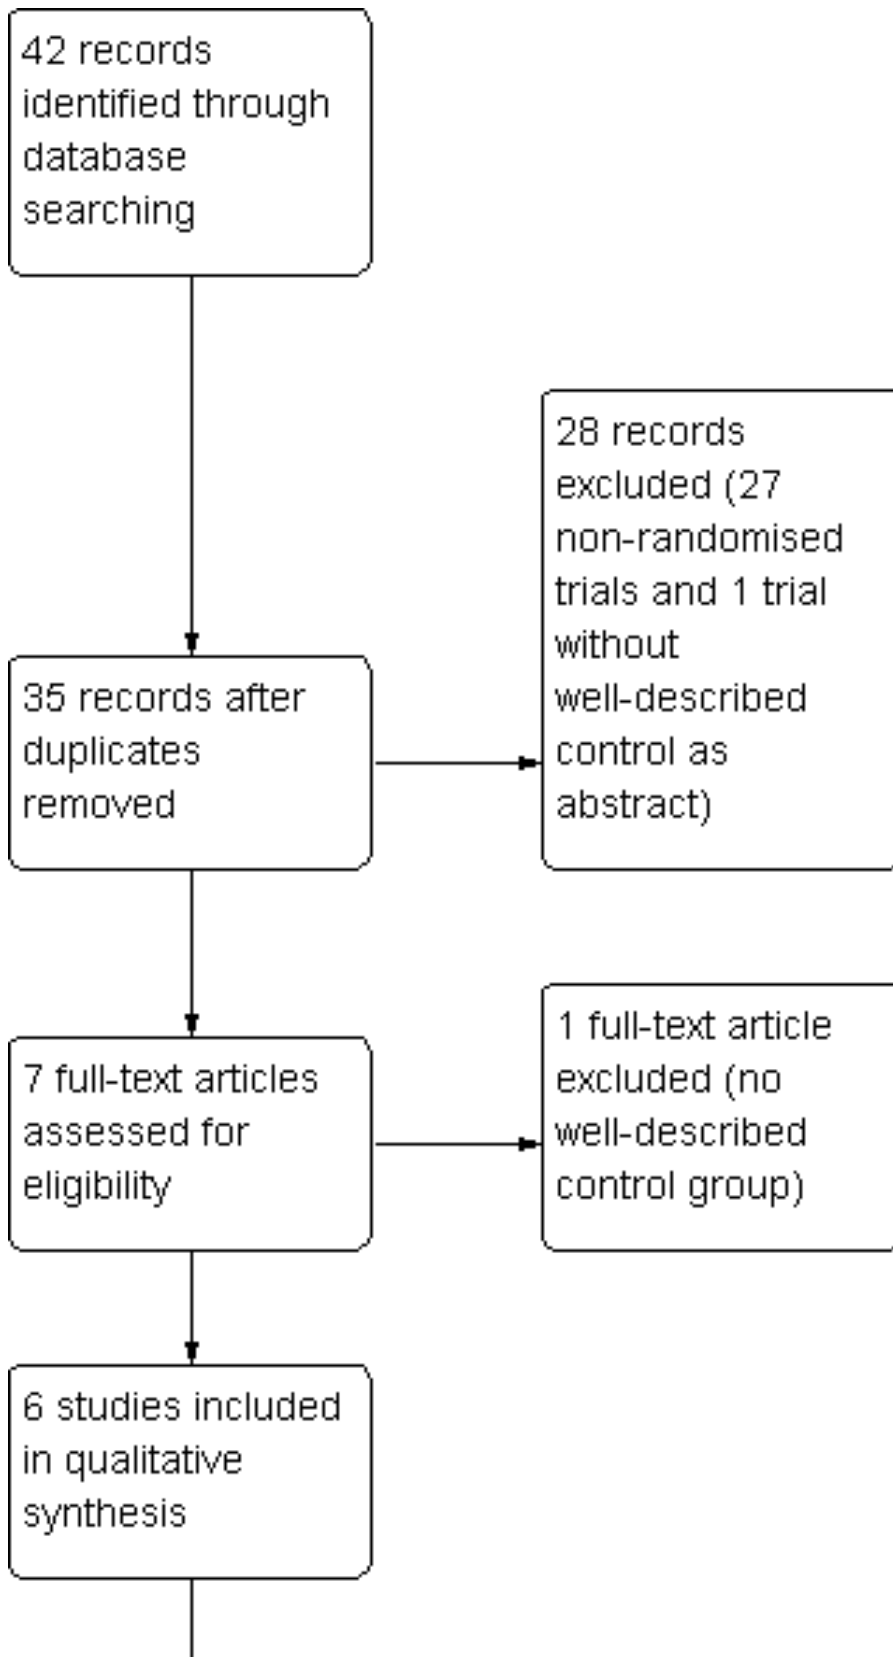 42 records
identified through
database
searching
28 records
excluded (27
non-randomised
trials and 1 trial
without
well-described
control as
abstract)
35 records after
duplicates
removed
1 full-text article
excluded (no
well-described
control group)
7 full-text articles
assessed for
eligibility
6 studies included
in qualitative
synthesis